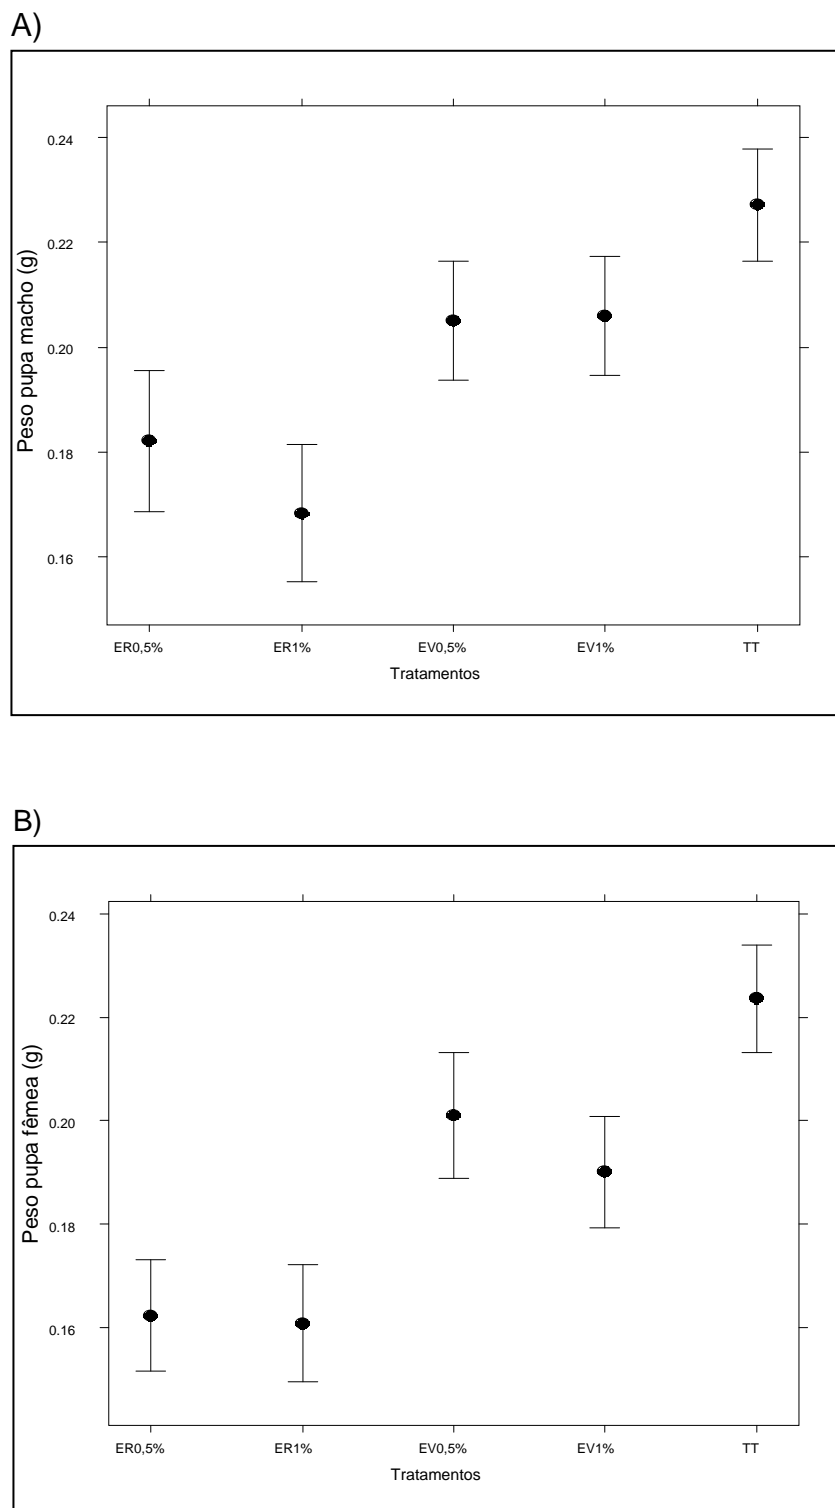 A)
Peso pupa macho (g)
0.24
0.22
0.20
0.18
0.16
ER0,5% ER1% EV0,5% EV1% TT
Tratamentos
B)
Peso pupa fêmea (g)
0.24
0.22
0.20
0.18
0.16
ER0,5% ER1% EV0,5% EV1% TT
Tratamentos